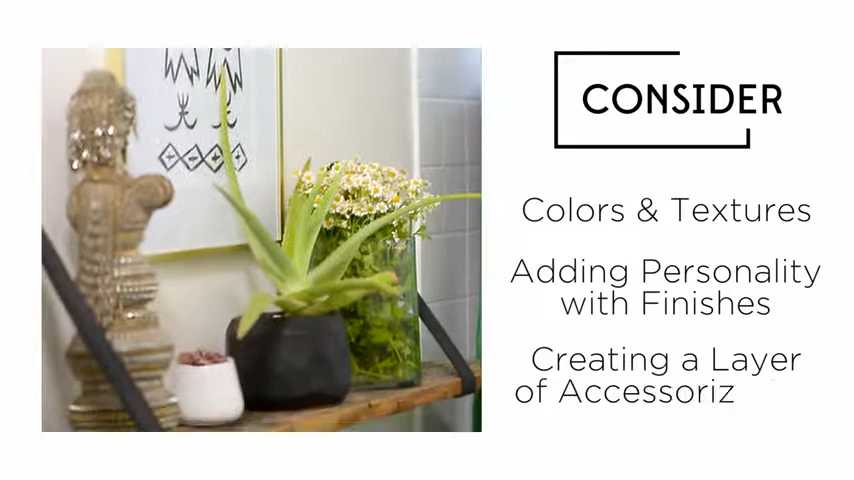 CONSIDER
Colors & Textures
Adding Personality
with Finishes
Creating a Layer
of Accessoriz